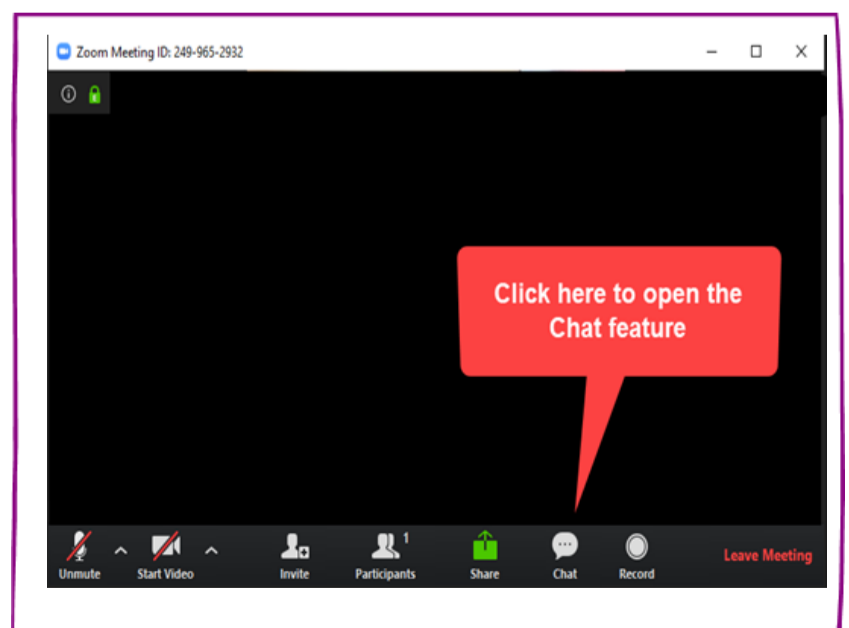 Zoom Meeting ID: 249-965-2932
Click here to open the
Chat feature
1
Unmute Start Video Invite Participants Share Chat Record Leave Meeting